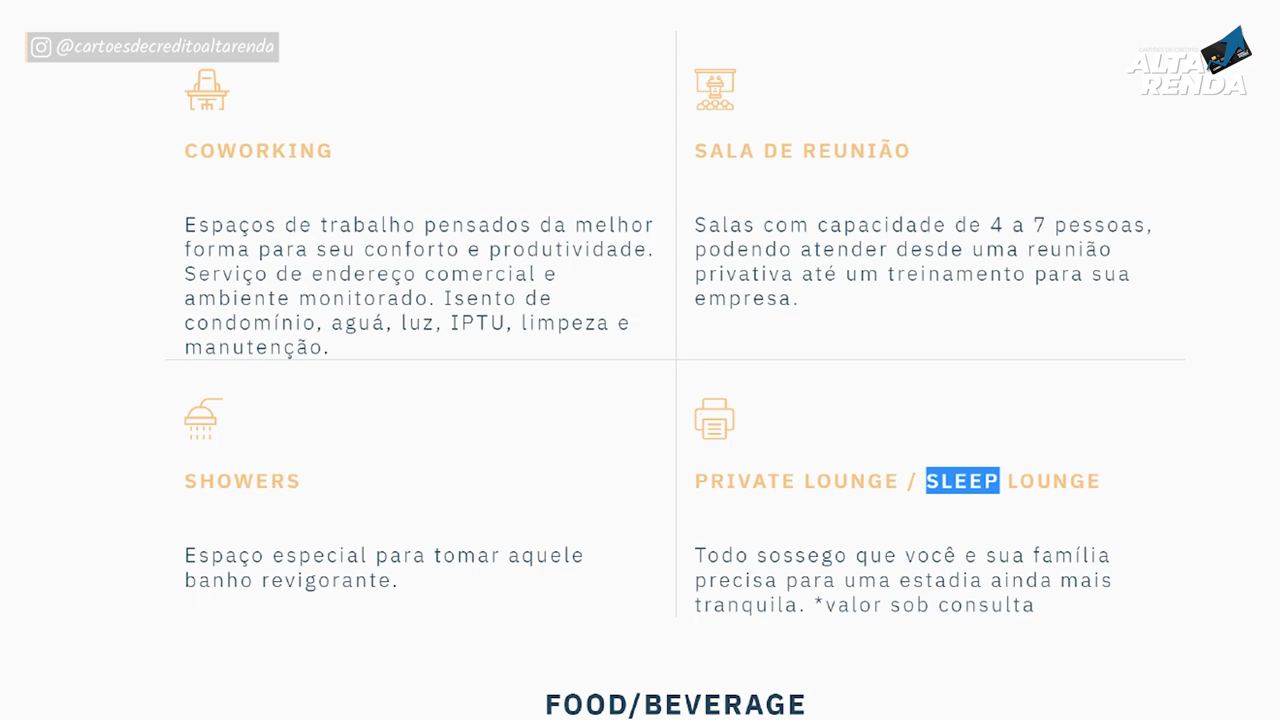 @cartoesdecreditoaltarenda
CARTÕES DE CRÉDITO
ALTA
RENDA
COWORKING
Espaços de trabalho pensados da melhor
forma para seu conforto e produtividade.
Serviço de endereço comercial e
ambiente monitorado. Isento de
condomínio, aguá, luz, IPTU, limpeza e
manutenção.
SALA DE REUNIÃO
Salas com capacidade de 4 a 7 pessoas,
podendo atender desde uma reunião
privativa até um treinamento para sua
empresa.
SHOWERS
Espaço especial para tomar aquele
banho revigorante.
PRIVATE LOUNGE / SLEEP LOUNGE
Todo sossego que você e sua família
precisa para uma estadia ainda mais
tranquila. *valor sob consulta
FOOD/BEVERAGE